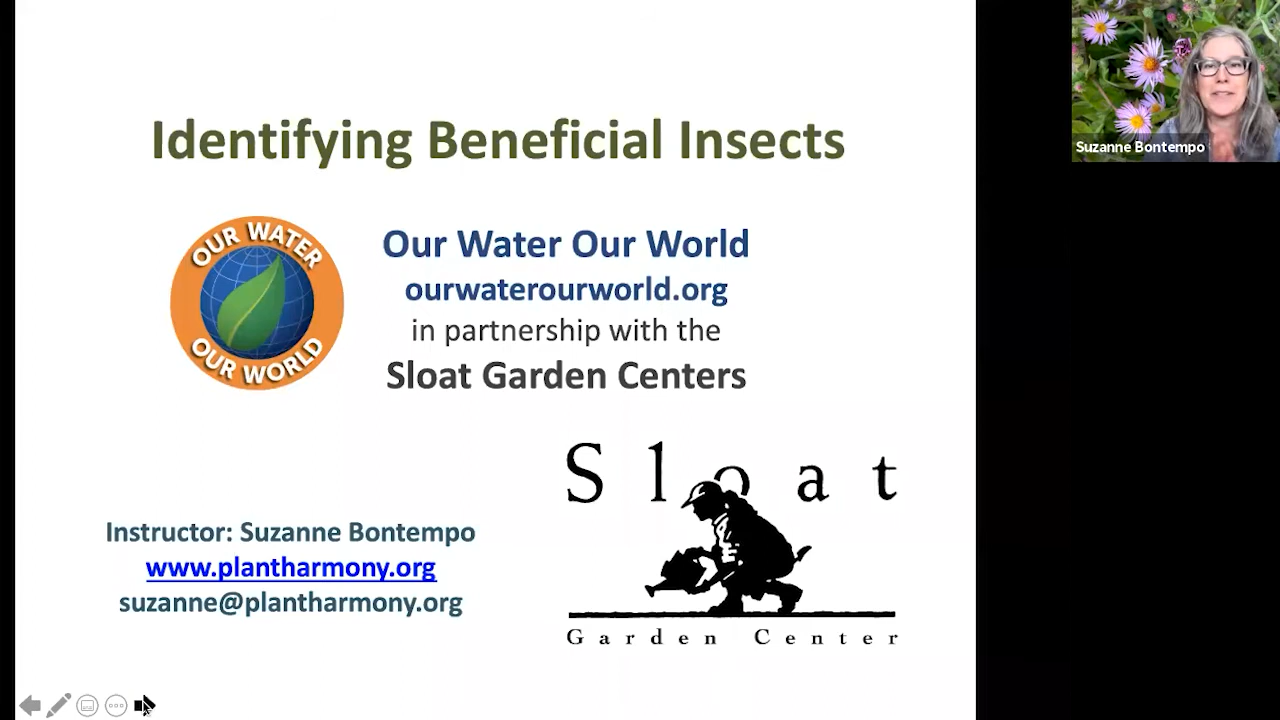 Identifying Beneficial Insects
OUR WATER
OUR WORLD
Our Water Our World
ourwaterourworld.org
in partnership with the
Sloat Garden Centers
Sloat
Garden Center
Instructor: Suzanne Bontempo
www.plantharmony.org
suzanne@plantharmony.org
Suzanne Bontempo